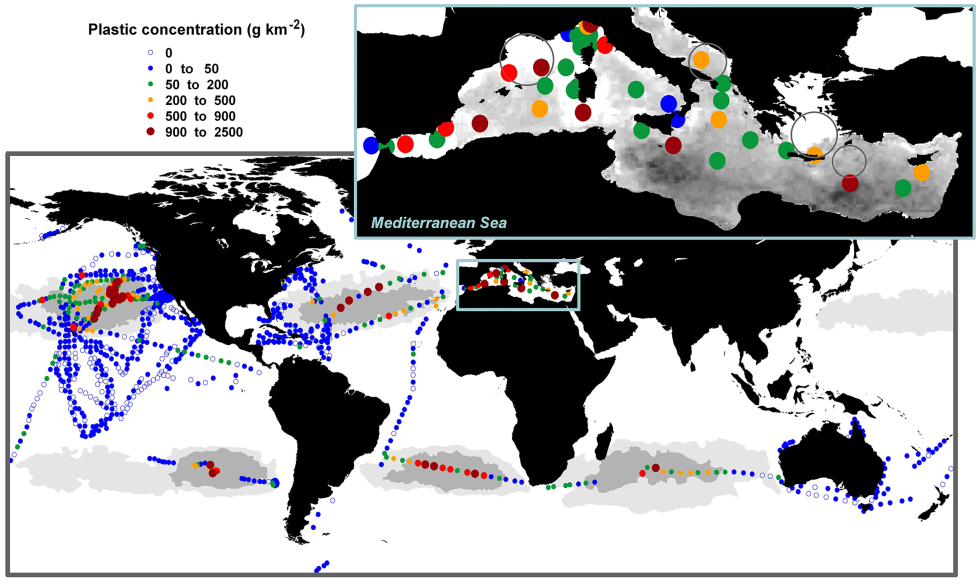 Plastic concentration (g km-2)
0
0 to 50
50 to 200
200 to 500
500 to 900
900 to 2500
Mediterranean Sea